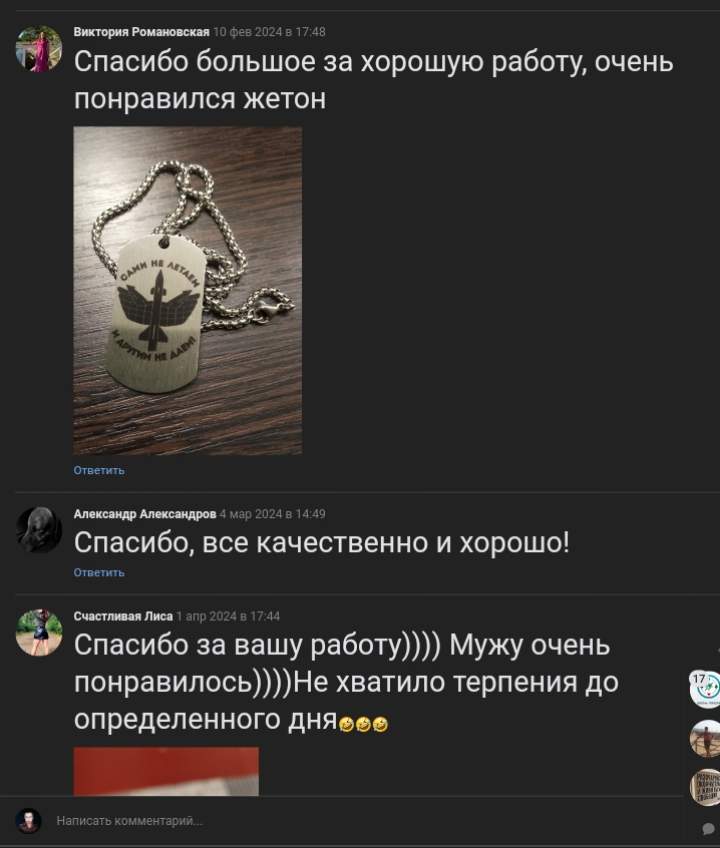 Виктория Романовская 10 фев 2024 в 17:48
Спасибо большое за хорошую работу, очень
понравился жетон
САМИ НЕ ЛЕТАЕМ
И ДРУГИМ НЕ ДАЕМ!
Ответить
Александр Александров 4 мар 2024 в 14:49
Спасибо, все качественно и хорошо!
Ответить
Счастливая Лиса 1 апр 2024 в 17:44
Спасибо за вашу работу)))) Мужу очень
понравилось))))Не хватило терпения до
определенного дня🤣🤣🤣
17
Написать комментарий...